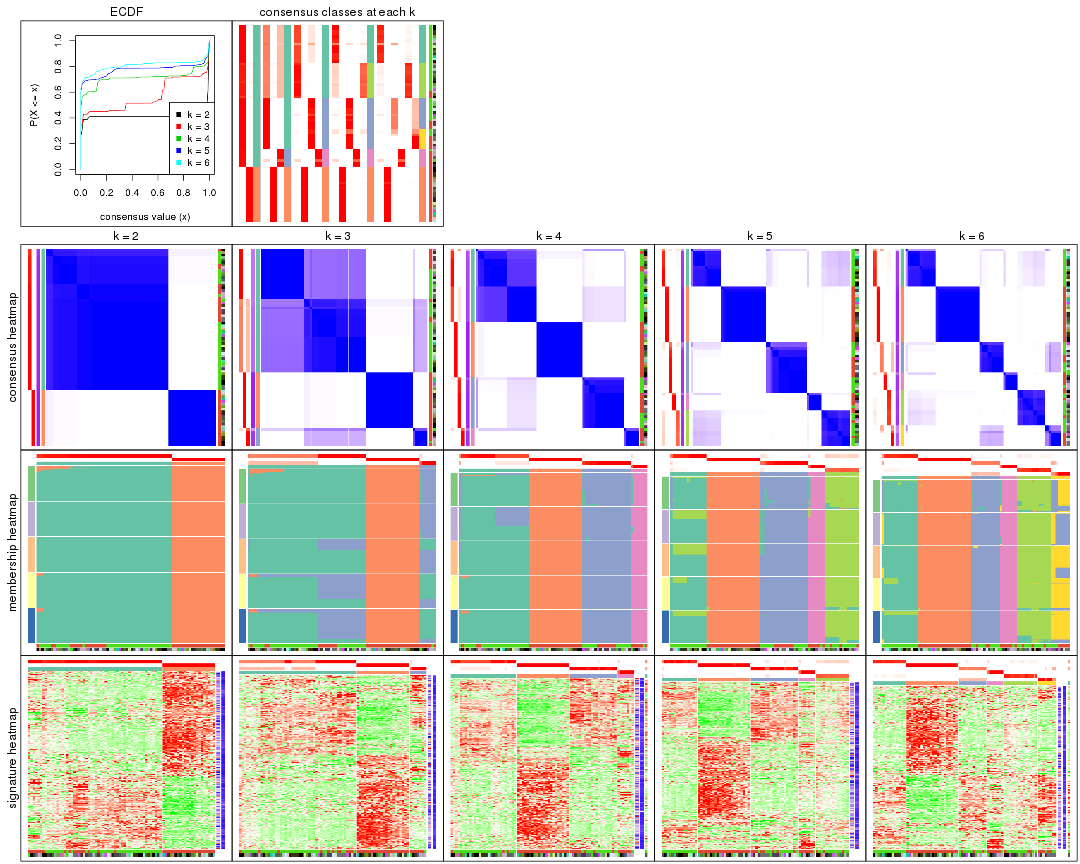 ECDF
consensus classes at each k
P(X <= x)
0.0 0.2 0.4 0.6 0.8 1.0
k = 2
k = 3
k = 4
k = 5
k = 6
0.0 0.2 0.4 0.6 0.8 1.0
consensus value (x)
k = 2
k = 3
k = 4
k = 5
k = 6
consensus heatmap
membership heatmap
signature heatmap